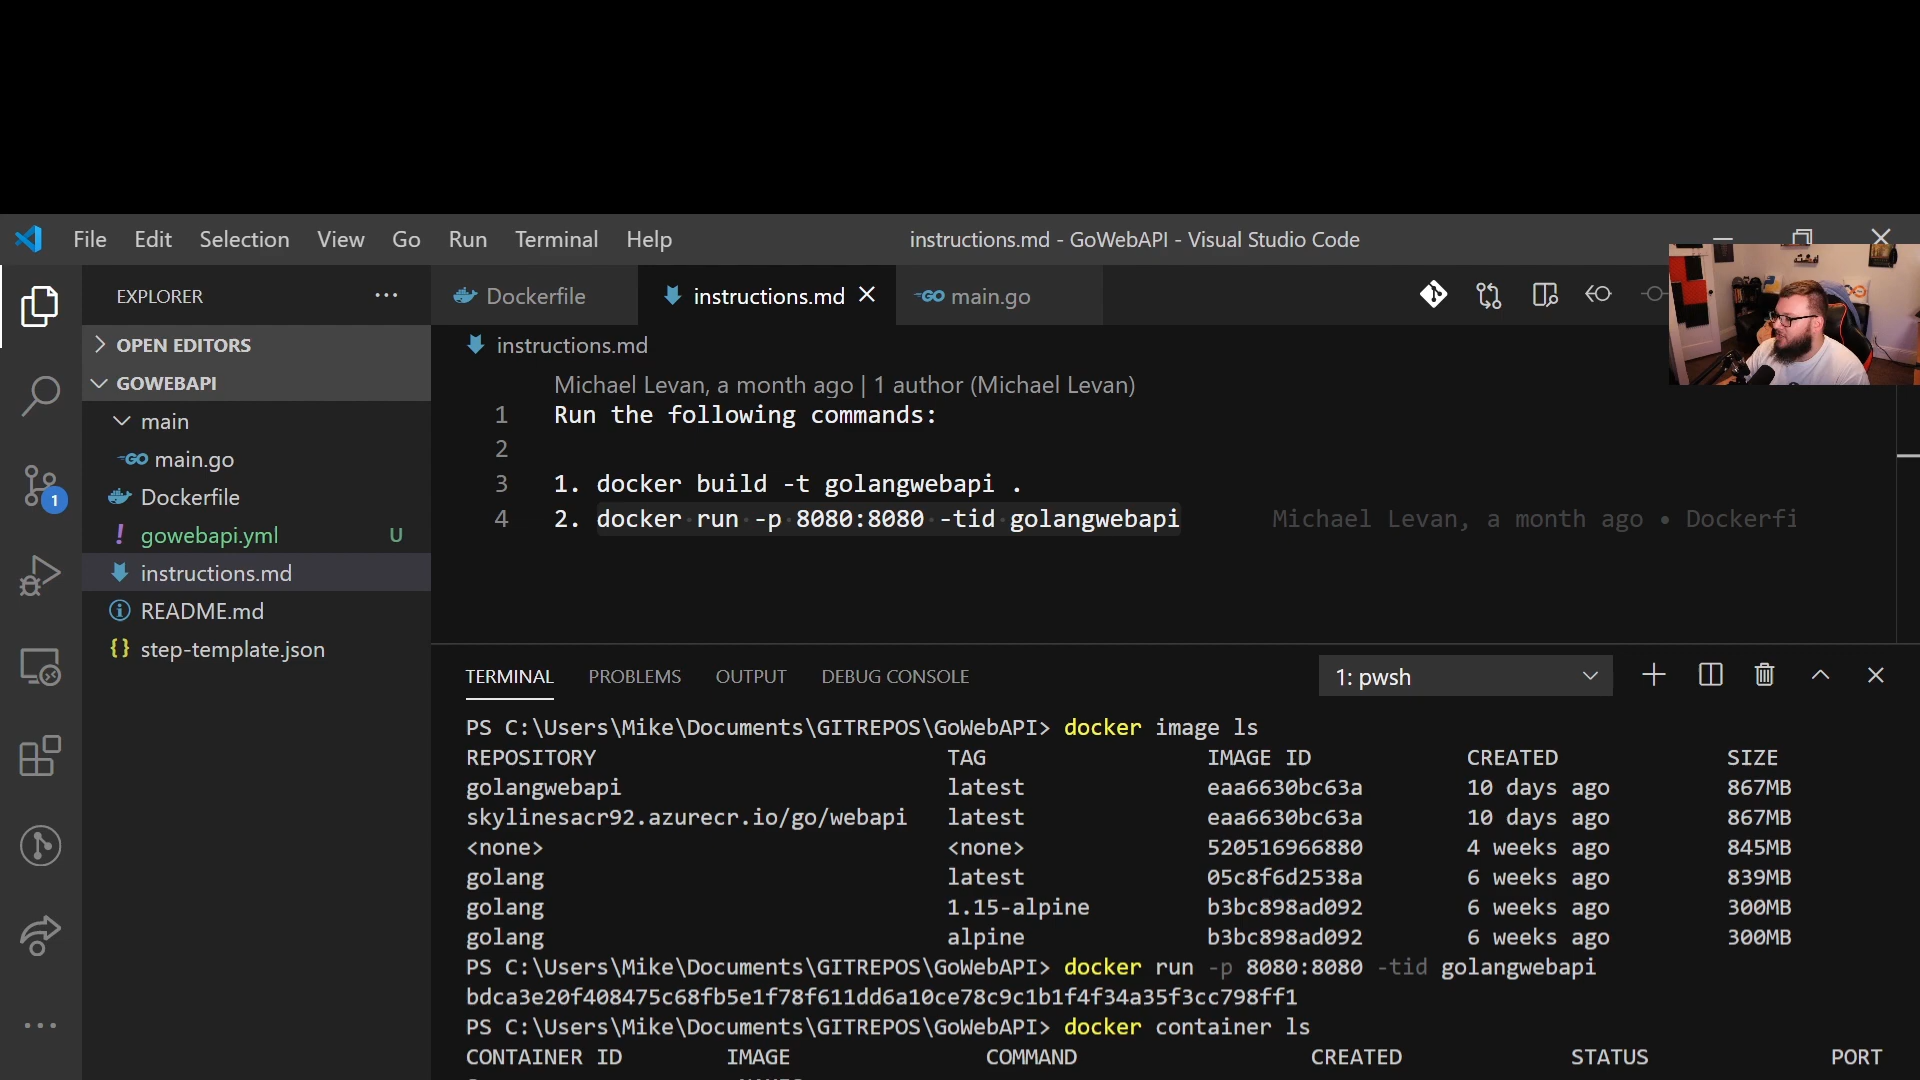 File Edit Selection View Go Run Terminal Help
instructions.md - GoWebAPI - Visual Studio Code
EXPLORER
OPEN EDITORS
GOWEBAPI
main
main.go
Dockerfile
gowebapi.yml U
instructions.md
README.md
step-template.json
1
Dockerfile instructions.md main.go
instructions.md
Michael Levan, a month ago | 1 author (Michael Levan)
1 Run the following commands:
2
3 1. docker build -t golangwebapi .
4 2. docker run -p 8080:8080 -tid golangwebapi Michael Levan, a month ago • Dockerfi
TERMINAL PROBLEMS OUTPUT DEBUG CONSOLE 1: pwsh
PS C:\Users\Mike\Documents\GITREPOS\GoWebAPI> docker image ls
REPOSITORY TAG IMAGE ID CREATED SIZE
golangwebapi latest eaa6630bc63a 10 days ago 867MB
skylinesacr92.azurecr.io/go/webapi latest eaa6630bc63a 10 days ago 867MB
<none> <none> 520516966880 4 weeks ago 845MB
golang latest 05c8f6d2538a 6 weeks ago 839MB
golang 1.15-alpine b3bc898ad092 6 weeks ago 300MB
golang alpine b3bc898ad092 6 weeks ago 300MB
PS C:\Users\Mike\Documents\GITREPOS\GoWebAPI> docker run -p 8080:8080 -tid golangwebapi
bdca3e20f408475c68fb5e1f78f611dd6a10ce78c9c1b1f4f34a35f3cc798ff1
PS C:\Users\Mike\Documents\GITREPOS\GoWebAPI> docker container ls
CONTAINER ID IMAGE COMMAND CREATED STATUS PORT